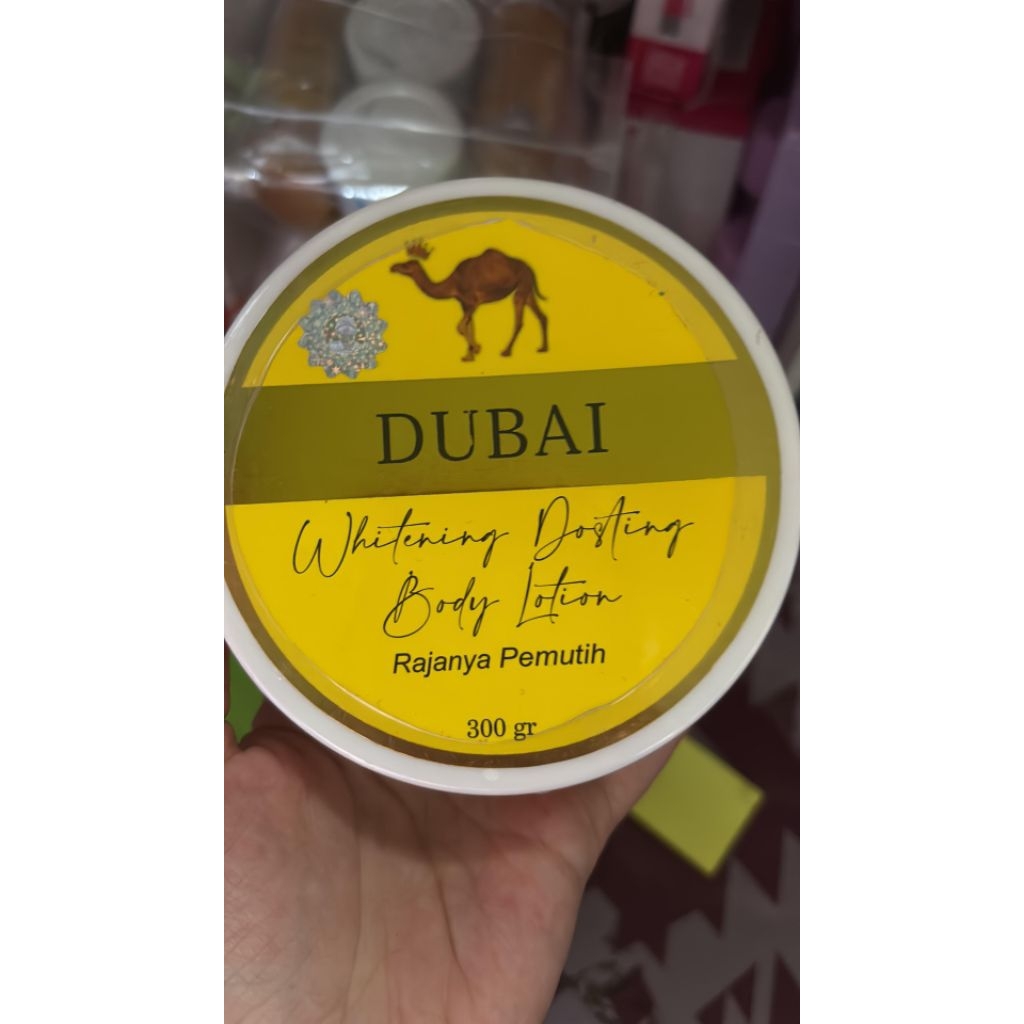 DUBAI
Whitening Dosting
Body Lotion
Rajanya Pemutih
300 gr